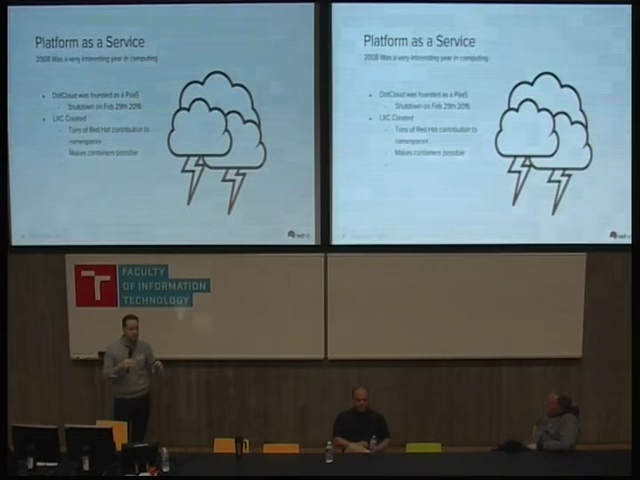 Platform as a Service
2008 Was a very interesting year in computing
DotCloud was founded as a PaaS
Shutdown on Feb 29th 2016
LXC Created
Tons of Red Hat contribution to
namespaces
Makes containers possible
Platform as a Service
2008 Was a very interesting year in computing
DotCloud was founded as a PaaS
Shutdown on Feb 29th 2016
LXC Created
Tons of Red Hat contribution to
namespaces
Makes containers possible
FACULTY
OF INFORMATION
TECHNOLOGY